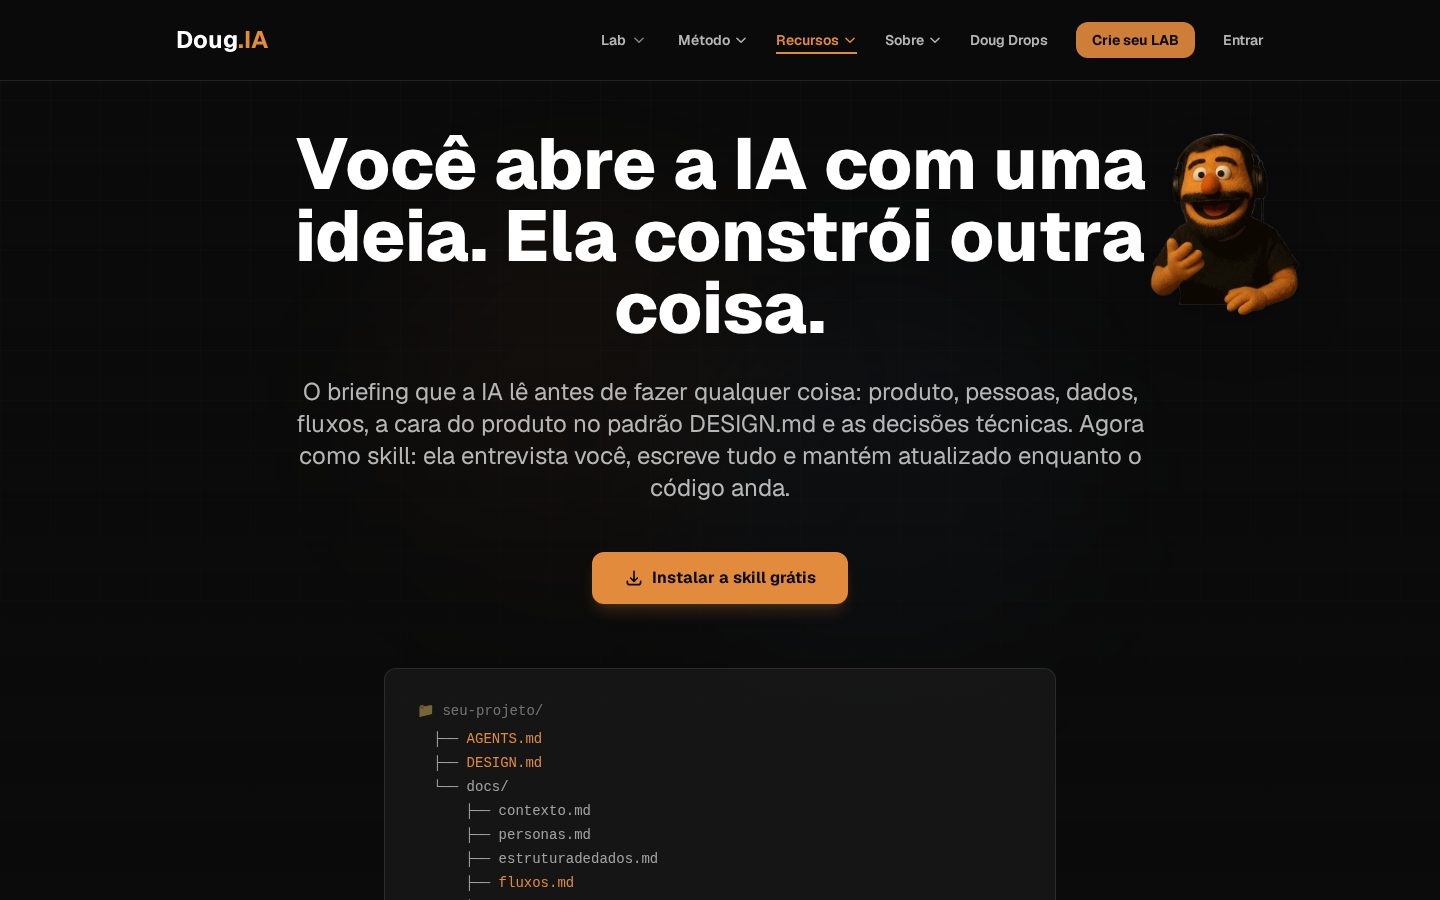 Doug.IA
Lab
Método
Recursos
Sobre
Doug Drops
Crie seu LAB
Entrar
Você abre a IA com uma
ideia. Ela constrói outra
coisa.
O briefing que a IA lê antes de fazer qualquer coisa: produto, pessoas, dados,
fluxos, a cara do produto no padrão DESIGN.md e as decisões técnicas. Agora
como skill: ela entrevista você, escreve tudo e mantém atualizado enquanto o
código anda.
Instalar a skill grátis
seu-projeto/
├── AGENTS.md
├── DESIGN.md
└── docs/
├── contexto.md
├── personas.md
├── estruturadedados.md
├── fluxos.md